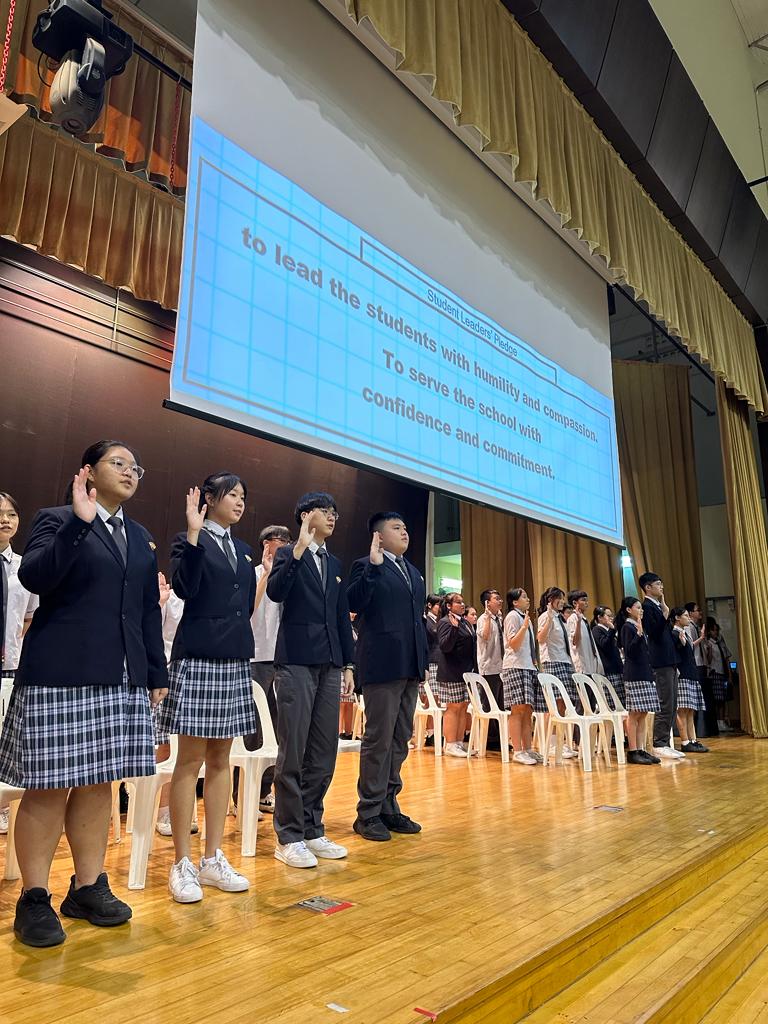 Student Leaders' Pledge
to lead the students with humility and compassion.
To serve the school with
confidence and commitment.